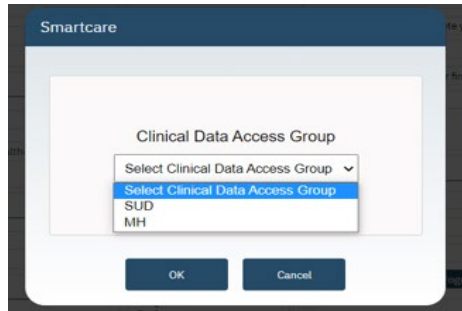 Smartcare
Clinical Data Access Group
Select Clinical Data Access Group
Select Clinical Data Access Group
SUD
MH
OK
Cancel